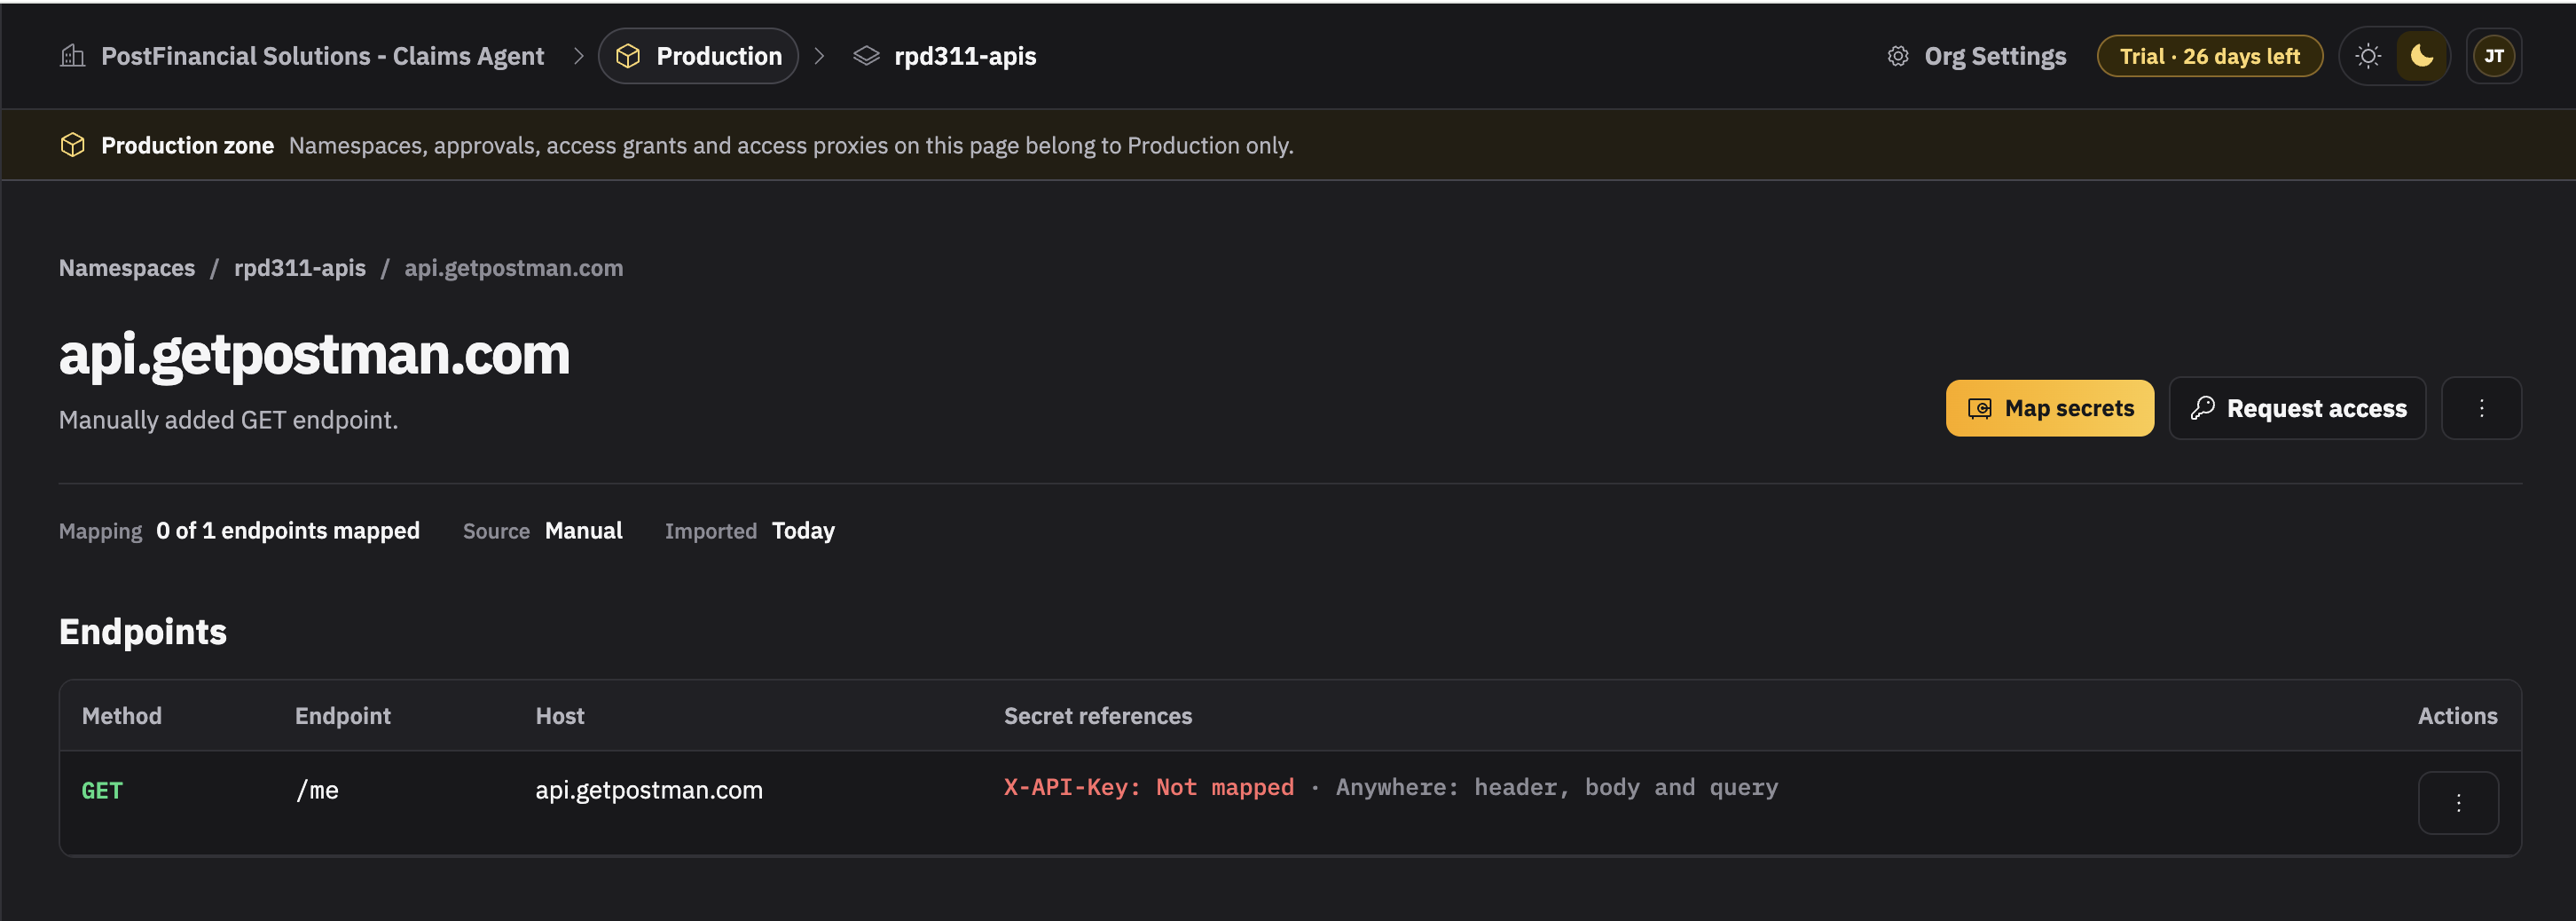 PostFinancial Solutions - Claims Agent > Production > rpd311-apis
Org Settings
Trial · 26 days left
JT
Production zone Namespaces, approvals, access grants and access proxies on this page belong to Production only.
Namespaces / rpd311-apis / api.getpostman.com
api.getpostman.com
Manually added GET endpoint.
Map secrets
Request access
Mapping 0 of 1 endpoints mapped Source Manual Imported Today
Endpoints
Method Endpoint Host Secret references Actions
GET /me api.getpostman.com X-API-Key: Not mapped · Anywhere: header, body and query